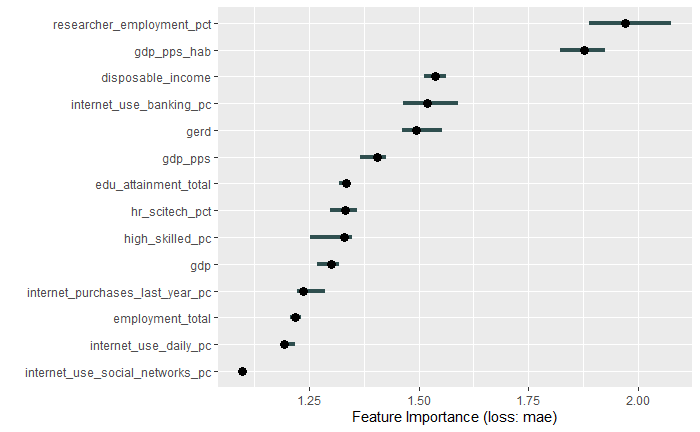 researcher_employment_pct
gdp_pps_hab
disposable_income
internet_use_banking_pc
gerd
gdp_pps
edu_attainment_total
hr_scitech_pct
high_skilled_pc
gdp
internet_purchases_last_year_pc
employment_total
internet_use_daily_pc
internet_use_social_networks_pc
1.25 1.50 1.75 2.00
Feature Importance (loss: mae)